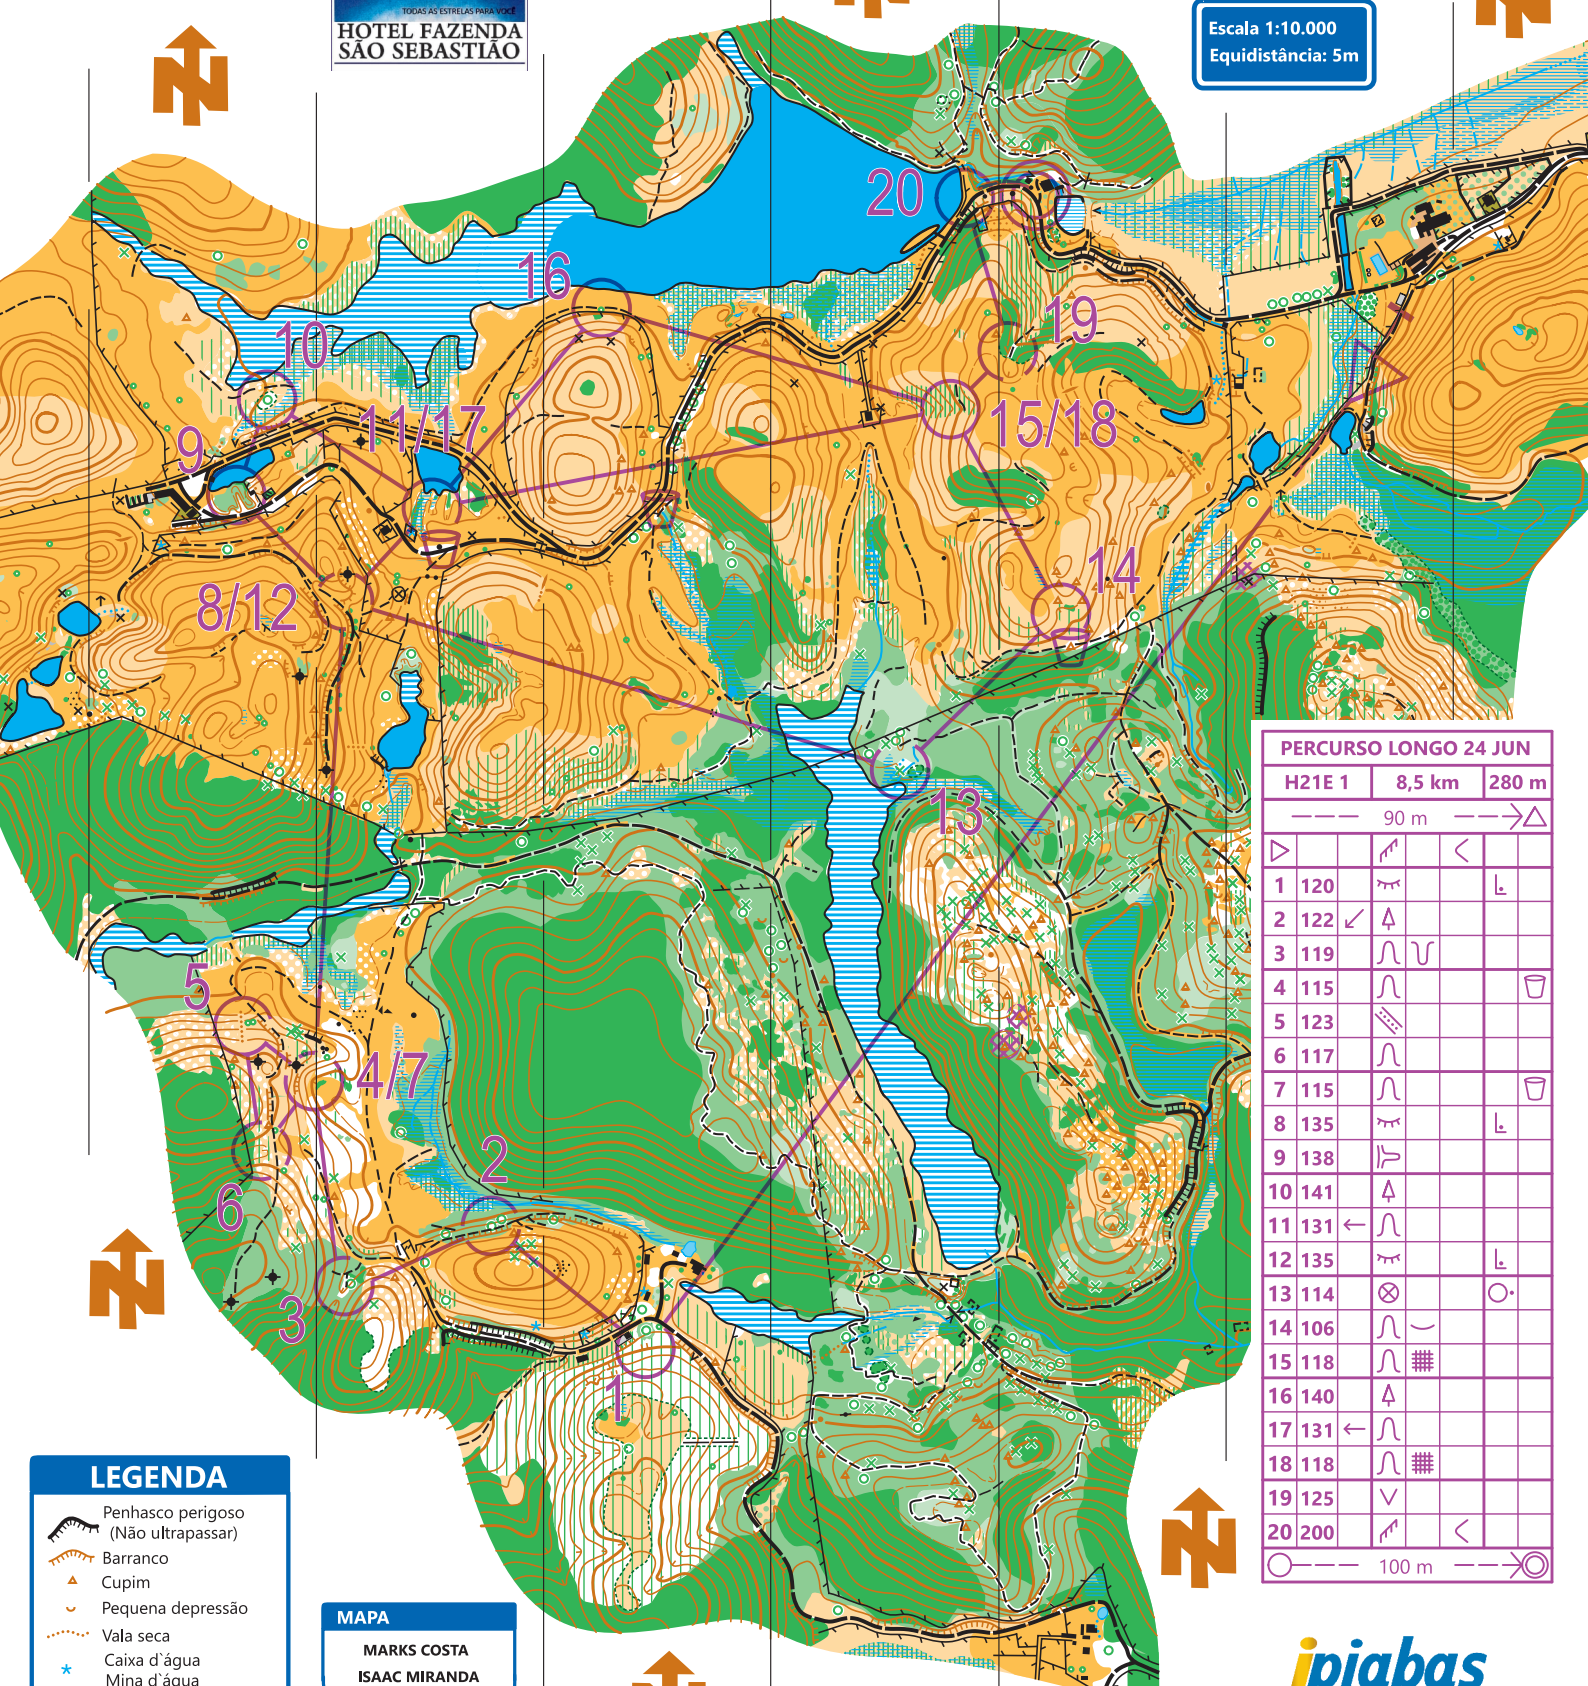 TODAS AS ESTRELAS PARA VOCÊ
HOTEL FAZENDA
SÃO SEBASTIÃO
Escala 1:10.000
Equidistância: 5m
20
16
19
10
11/17
15/18
9
14
8/12
13
5
4/7
2
6
3
1
PERCURSO LONGO 24 JUN
H21E 1 8,5 km 280 m
90 m
1 120
2 122
3 119
4 115
5 123
6 117
7 115
8 135
9 138
10 141
11 131
12 135
13 114
14 106
15 118
16 140
17 131
18 118
19 125
20 200
100 m
LEGENDA
Penhasco perigoso
(Não ultrapassar)
Barranco
Cupim
Pequena depressão
Vala seca
Caixa d`água
Mina d`água
MAPA
MARKS COSTA
ISAAC MIRANDA
ipiabas